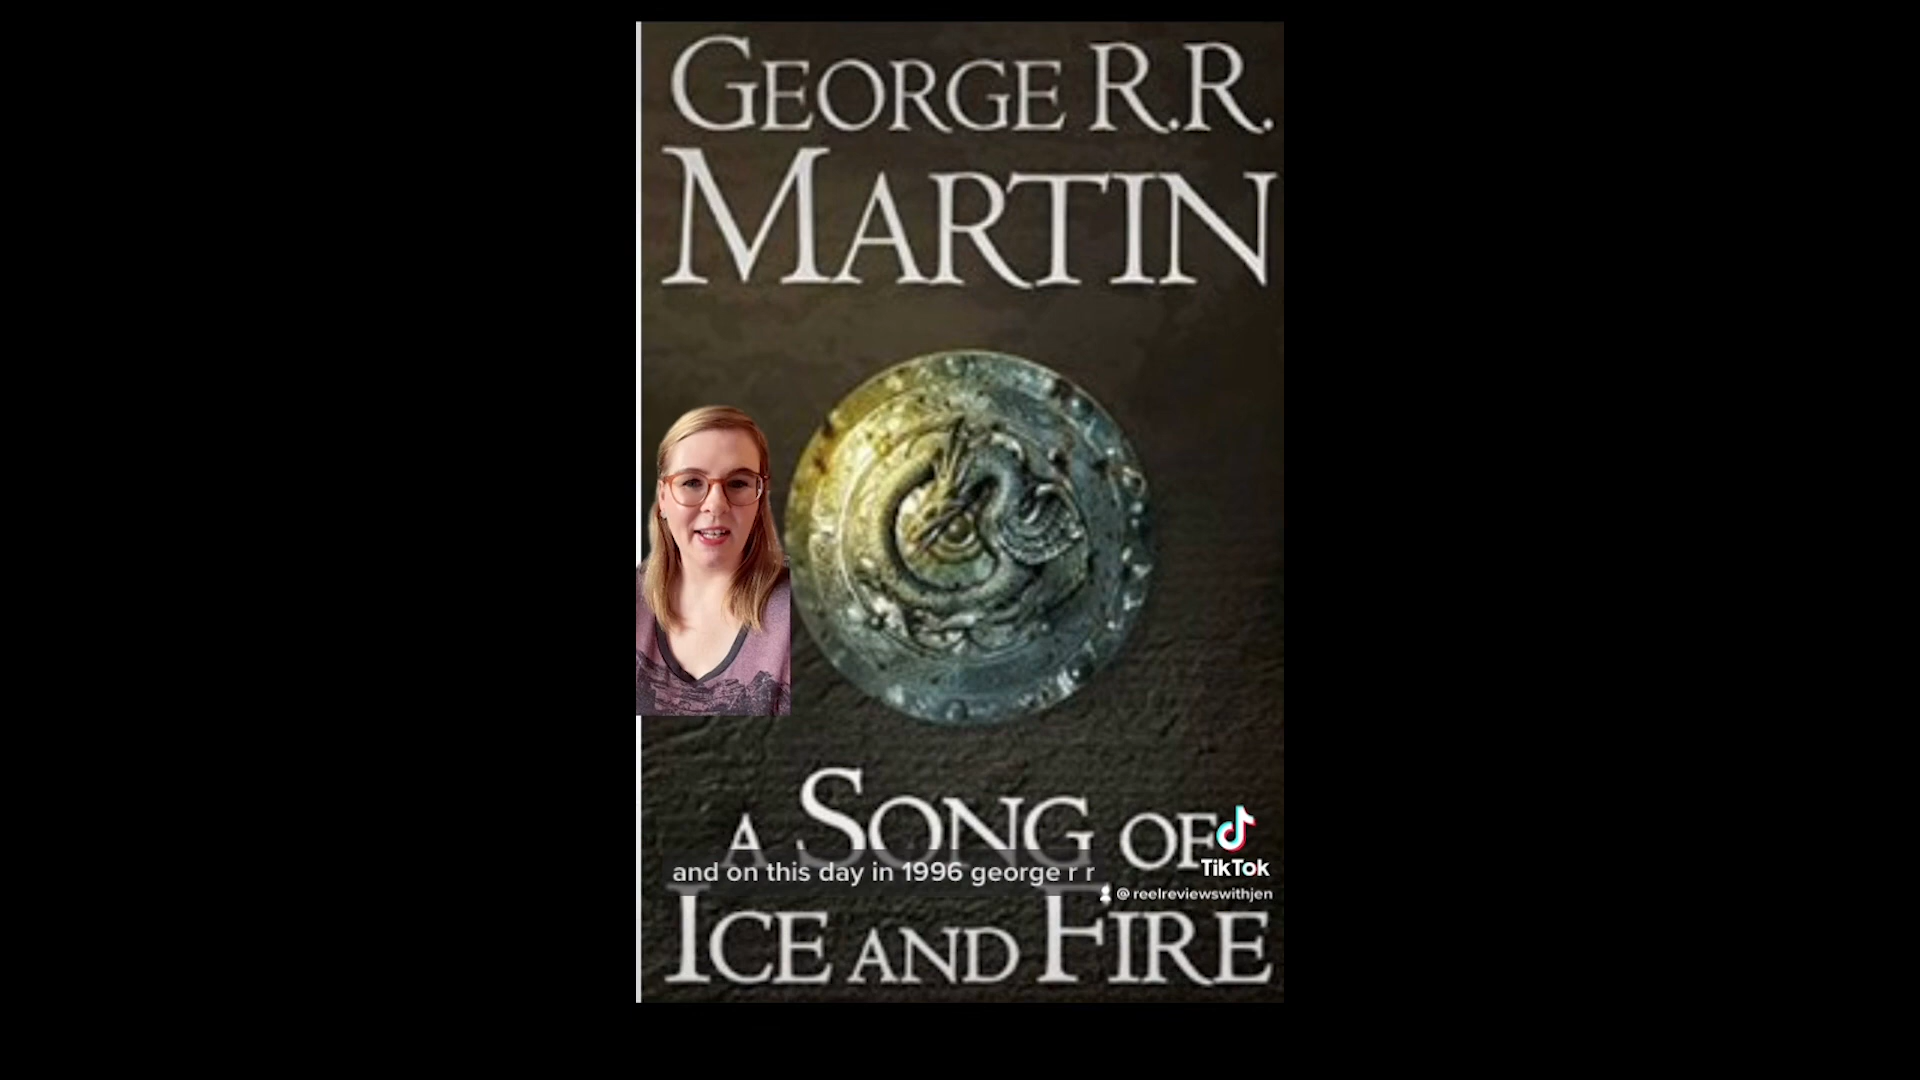 GEORGE R.R.
MARTIN
A SONG OF
TikTok
and on this day in 1996 george r r
@ reelreviewswithjen
ICE AND FIRE